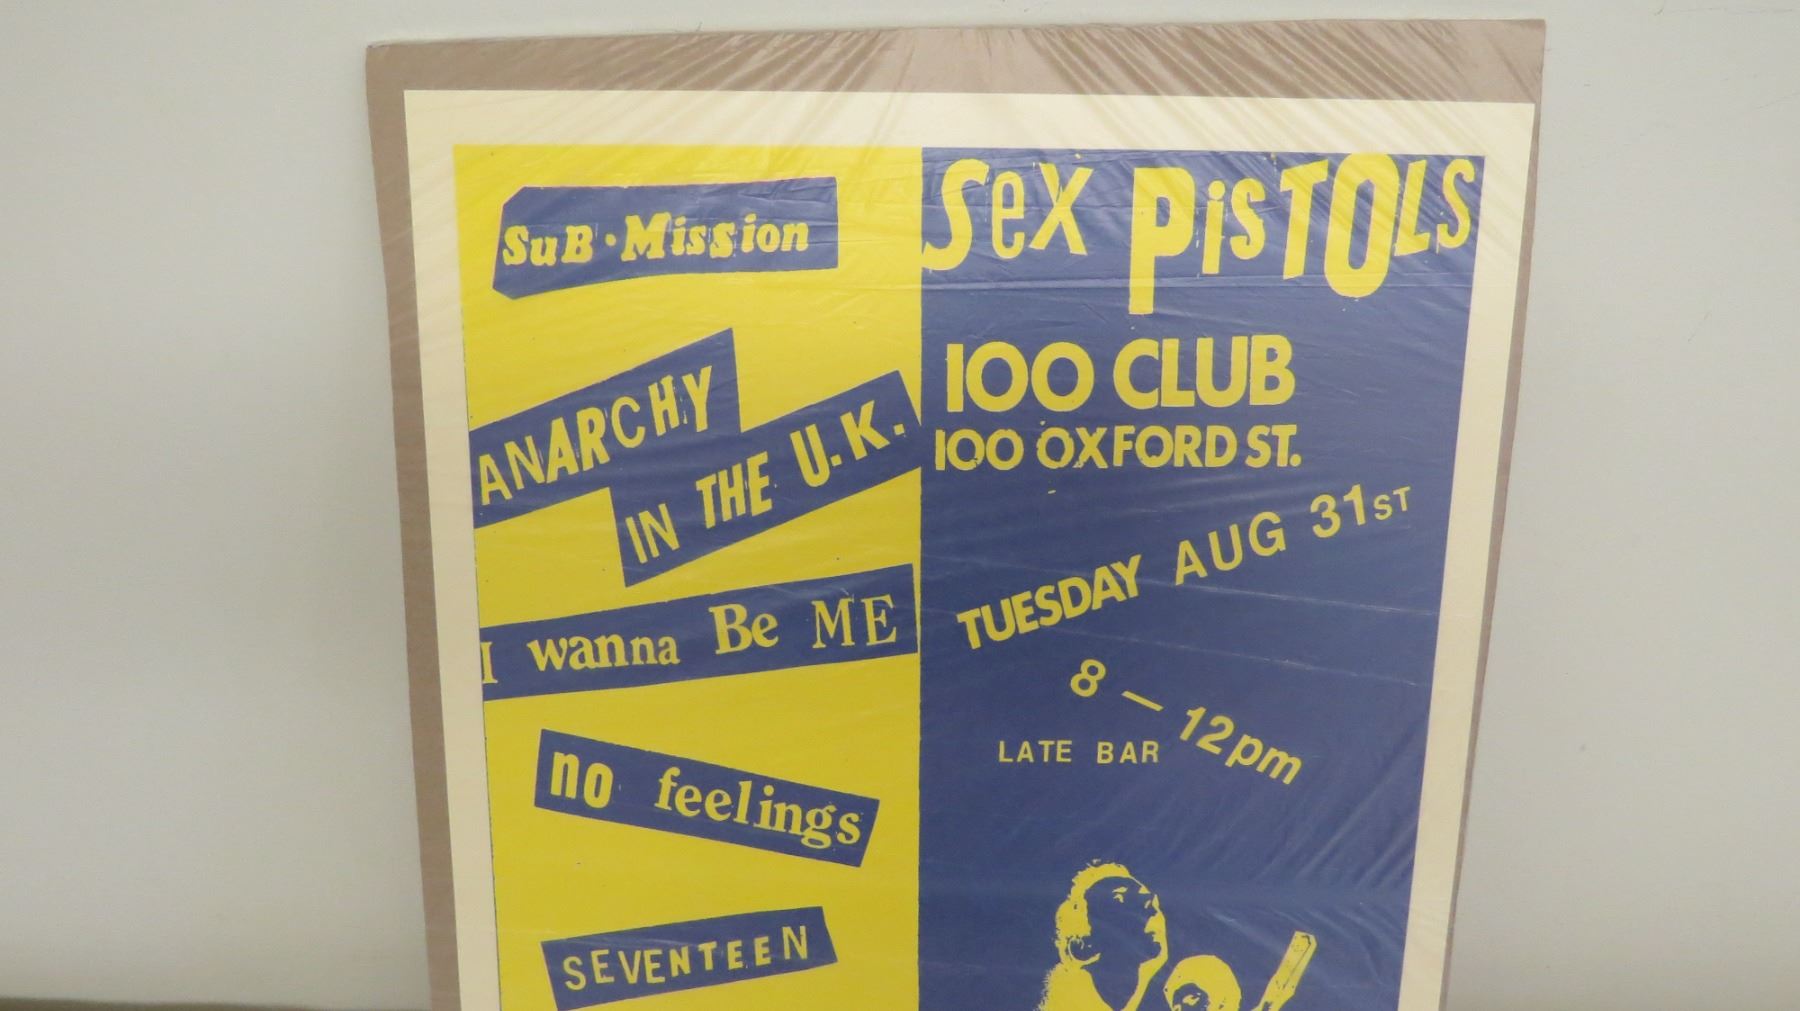 SuB·Mission
ANARCHY
IN THE U.K.
I wanna Be ME
no feelings
SEVENTEEN
Sex PisTOLS
100 CLUB
100 OXFORD ST.
TUESDAY AUG 31ST
8 – 12pm
LATE BAR